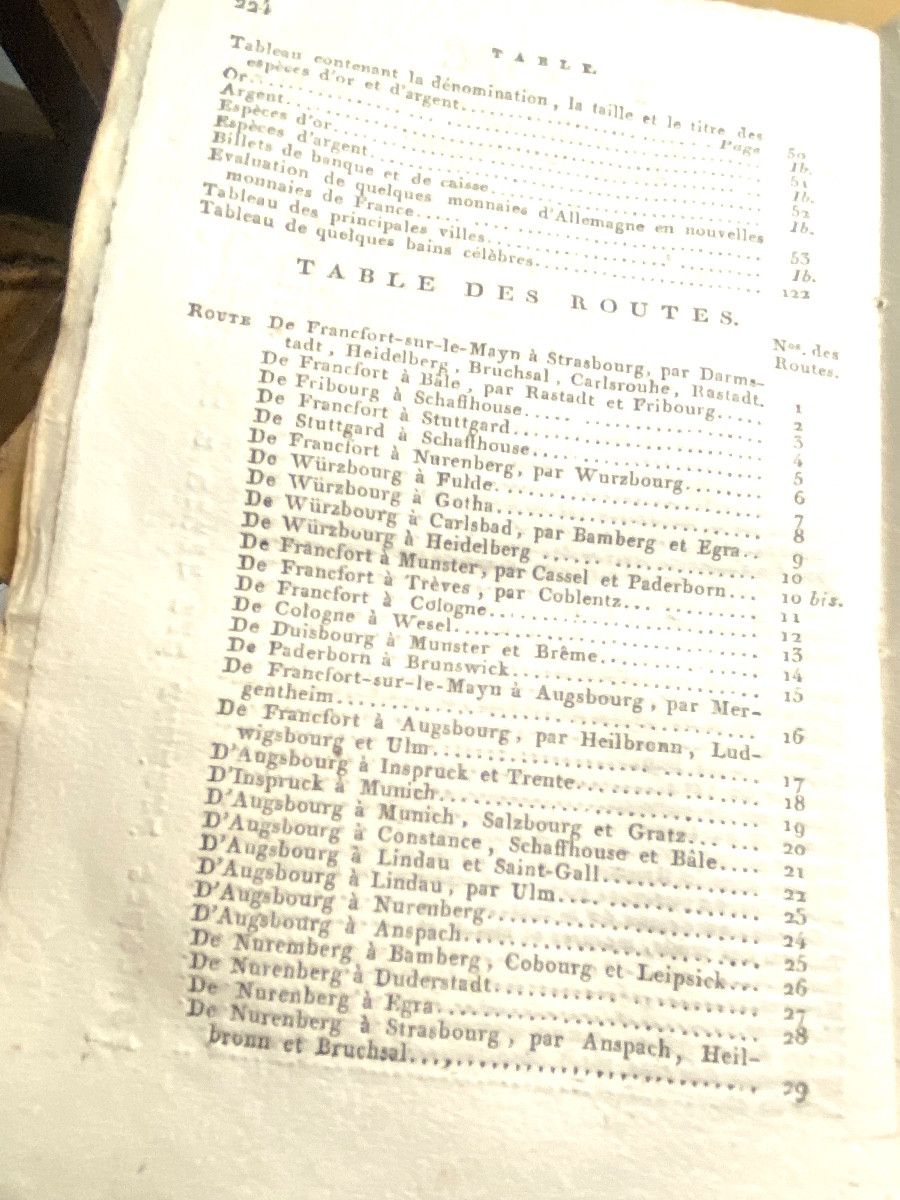 224
TABLE.
Tableau contenant la dénomination, la taille et le titre des
espèces d'or et d'argent.................... Page 50
Or.................... Ib.
Argent.................... 51
Espèces d'or.................... Ib.
Espèces d'argent.................... 52
Billets de banque et de caisse.................... Ib.
Evaluation de quelques monnaies d'Allemagne en nouvelles
monnaies de France.................... 53
Tableau des principales villes.................... Ib.
Tableau de quelques bains célèbres.................... 122
TABLE DES ROUTES.
Nos. des
Routes.
ROUTE De Francfort-sur-le-Mayn à Strasbourg, par Darms-
tadt, Heidelberg, Bruchsal, Carlsrouhe, Rastadt. 1
De Francfort à Bâle, par Rastadt et Fribourg.... 2
De Fribourg à Schaffhouse.................... 3
De Francfort à Stuttgard.................... 4
De Stuttgard à Schaffhouse.................... 5
De Francfort à Nurenberg, par Wurzbourg........ 6
De Würzbourg à Fulde.................... 7
De Würzbourg à Gotha.................... 8
De Würzbourg à Carlsbad, par Bamberg et Egra.. 9
De Würzbourg à Heidelberg .................... 10
De Francfort à Munster, par Cassel et Paderborn... 10 bis.
De Francfort à Trèves, par Coblentz............ 11
De Francfort à Cologne.................... 12
De Cologne à Wesel.................... 13
De Duisbourg à Munster et Brême.............. 14
De Paderborn à Brunswick.................... 15
De Francfort-sur-le-Mayn à Augsbourg, par Mer-
gentheim.................... 16
De Francfort à Augsbourg, par Heilbronn, Lud-
wigsbourg et Ulm.................... 17
D'Augsbourg à Inspruck et Trente.............. 18
D'Inspruck à Munich.................... 19
D'Augsbourg à Munich, Salzbourg et Gratz...... 20
D'Augsbourg à Constance, Schaffhouse et Bâle.... 21
D'Augsbourg à Lindau et Saint-Gall............ 22
D'Augsbourg à Lindau, par Ulm.............. 23
D'Augsbourg à Nurenberg.................... 24
D'Augsbourg à Anspach.................... 25
De Nuremberg à Bamberg, Cobourg et Leipsick... 26
De Nurenberg à Duderstadt.................... 27
De Nurenberg à Egra.................... 28
De Nurenberg à Strasbourg, par Anspach, Heil-
bronn et Bruchsal.................... 29